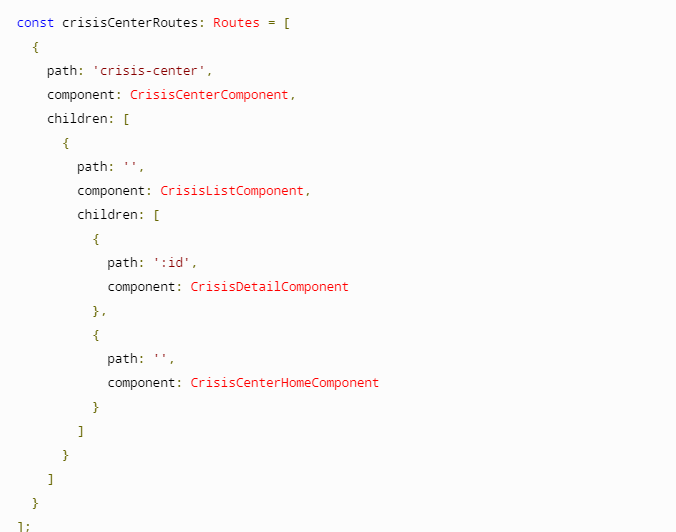 const crisisCenterRoutes: Routes = [
  {
    path: 'crisis-center',
    component: CrisisCenterComponent,
    children: [
      {
        path: '',
        component: CrisisListComponent,
        children: [
          {
            path: ':id',
            component: CrisisDetailComponent
          },
          {
            path: '',
            component: CrisisCenterHomeComponent
          }
        ]
      }
    ]
  }
];